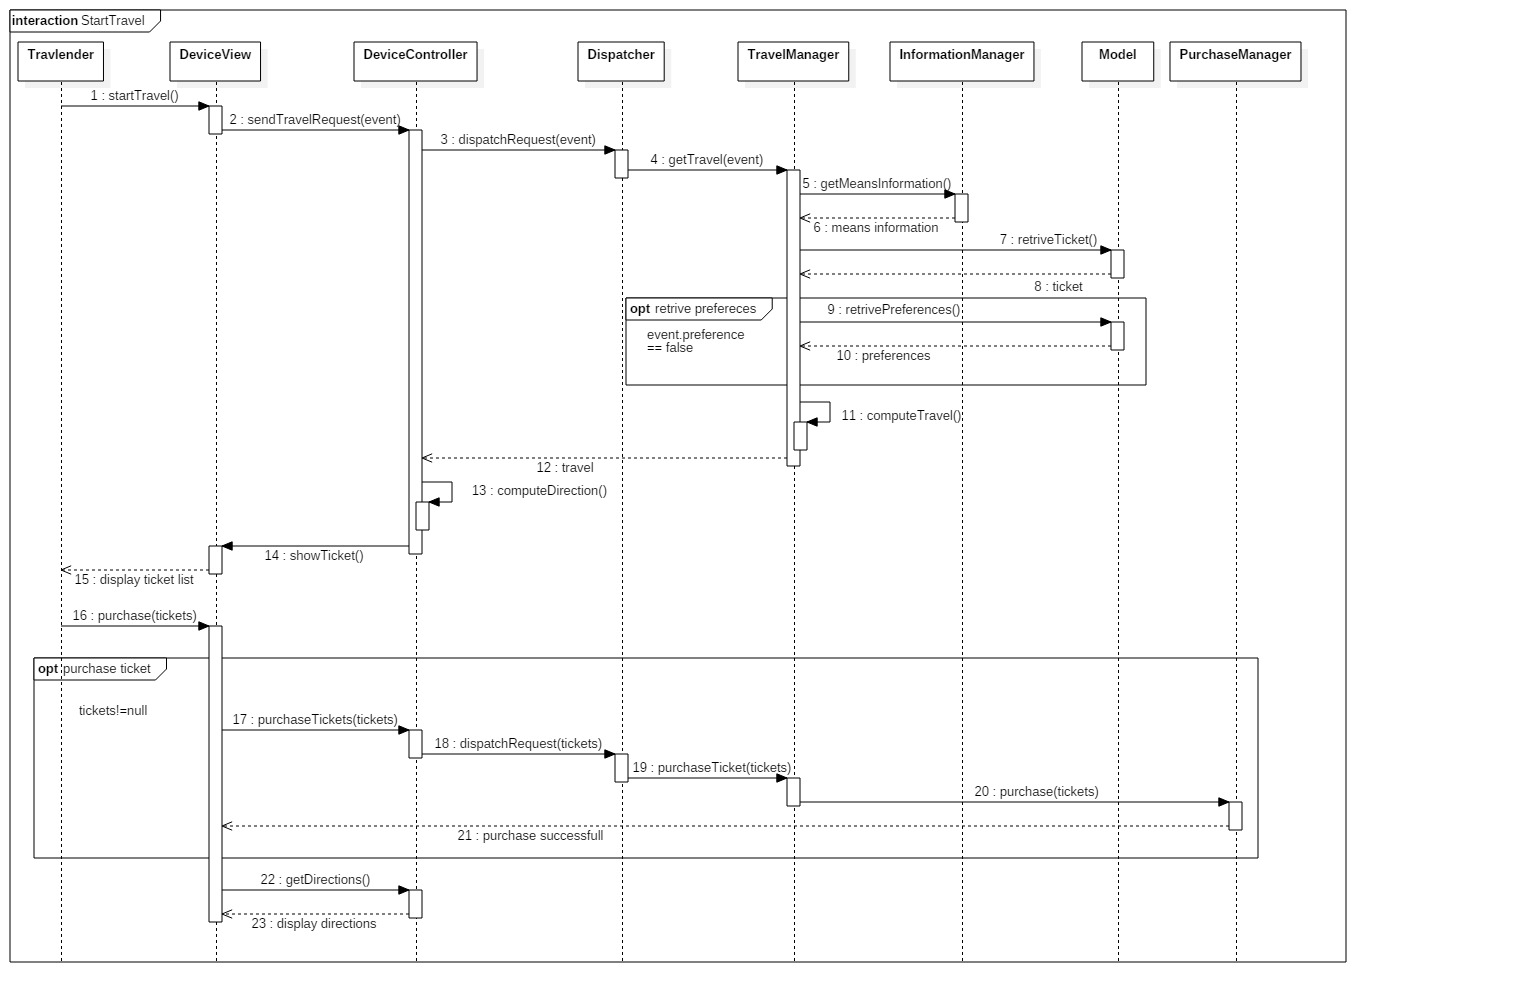 interaction StartTravel
Travlender
DeviceView
DeviceController
Dispatcher
TravelManager
InformationManager
Model
PurchaseManager
1 : startTravel()
2 : sendTravelRequest(event)
3 : dispatchRequest(event)
4 : getTravel(event)
5 : getMeansInformation()
6 : means information
7 : retriveTicket()
8 : ticket
opt retrive prefereces
9 : retrivePreferences()
event.preference
== false
10 : preferences
11 : computeTravel()
12 : travel
13 : computeDirection()
14 : showTicket()
15 : display ticket list
16 : purchase(tickets)
opt purchase ticket
tickets!=null
17 : purchaseTickets(tickets)
18 : dispatchRequest(tickets)
19 : purchaseTicket(tickets)
20 : purchase(tickets)
21 : purchase successfull
22 : getDirections()
23 : display directions